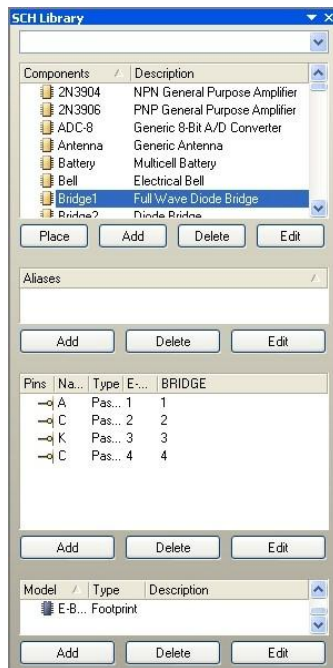 SCH Library
Components Description
2N3904 NPN General Purpose Amplifier
2N3906 PNP General Purpose Amplifier
ADC-8 Generic 8-Bit A/D Converter
Antenna Generic Antenna
Battery Multicell Battery
Bell Electrical Bell
Bridge1 Full Wave Diode Bridge
Bridge2 Diode Bridge
Place Add Delete Edit
Aliases
Add Delete Edit
Pins Na... Type E-... BRIDGE
A Pas... 1 1
C Pas... 2 2
K Pas... 3 3
C Pas... 4 4
Add Delete Edit
Model Type Description
E-B... Footprint
Add Delete Edit